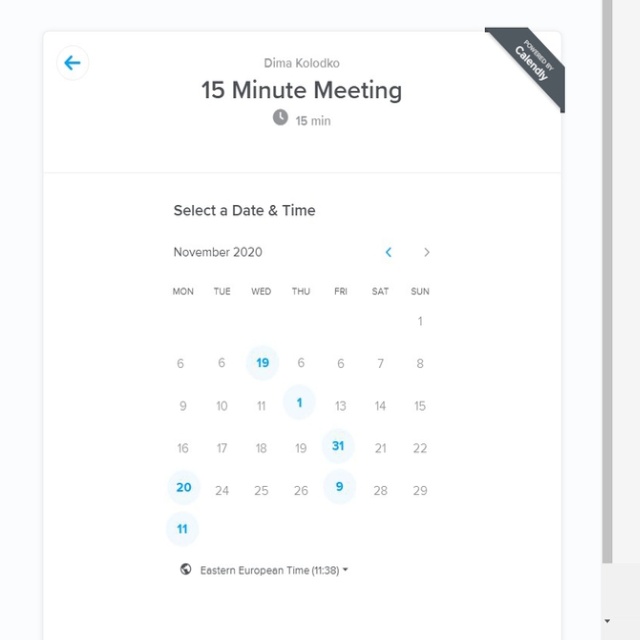 POWERED BY
Calendly
Dima Kolodko
15 Minute Meeting
15 min
Select a Date & Time
November 2020
MON TUE WED THU FRI SAT SUN
1
6 6 19 6 6 7 8
9 10 11 1 13 14 15
16 17 18 19 31 21 22
20 24 25 26 9 28 29
11
Eastern European Time (11:38)